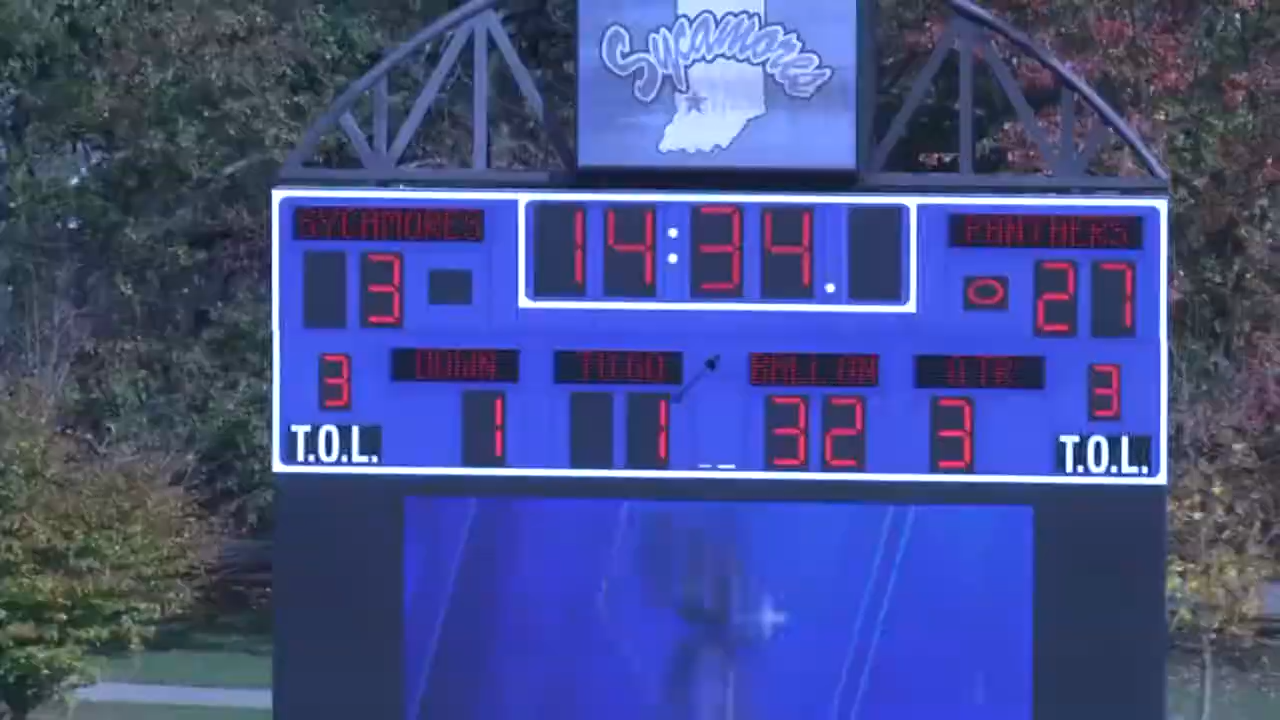 Sycamores
SYCAMORES 14:34. PANTHERS
3 27
DOWN TO GO BALL ON QTR
3 1 1 32 3 3
T.O.L. T.O.L.